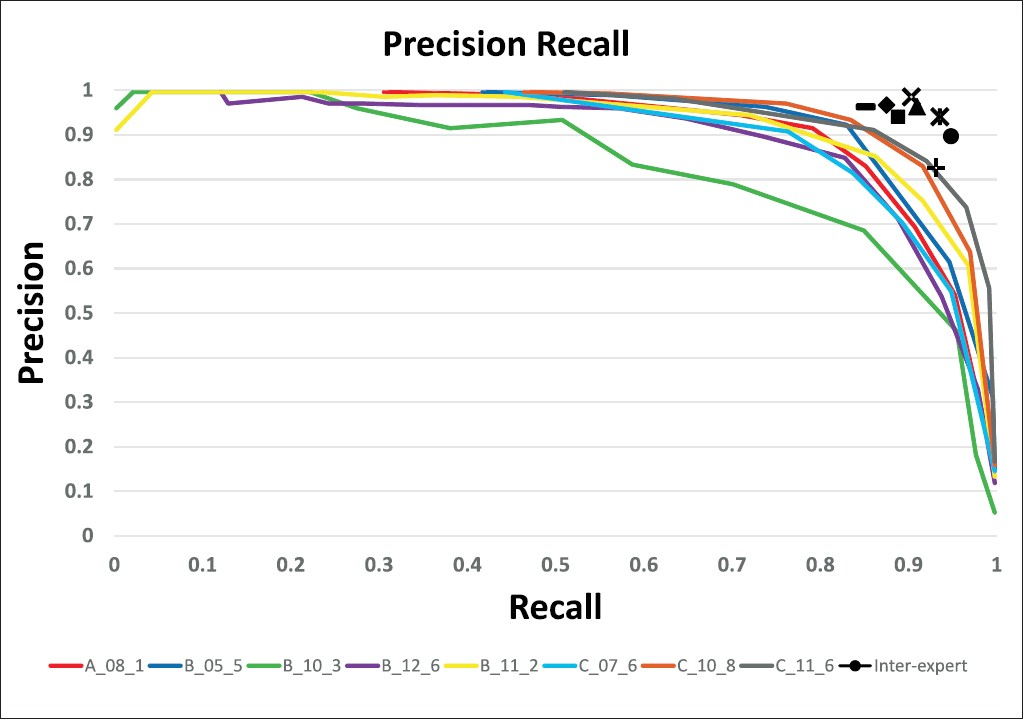 Precision Recall
Precision
1
0.9
0.8
0.7
0.6
0.5
0.4
0.3
0.2
0.1
0
0 0.1 0.2 0.3 0.4 0.5 0.6 0.7 0.8 0.9 1
Recall
A_08_1 B_05_5 B_10_3 B_12_6 B_11_2 C_07_6 C_10_8 C_11_6 Inter-expert